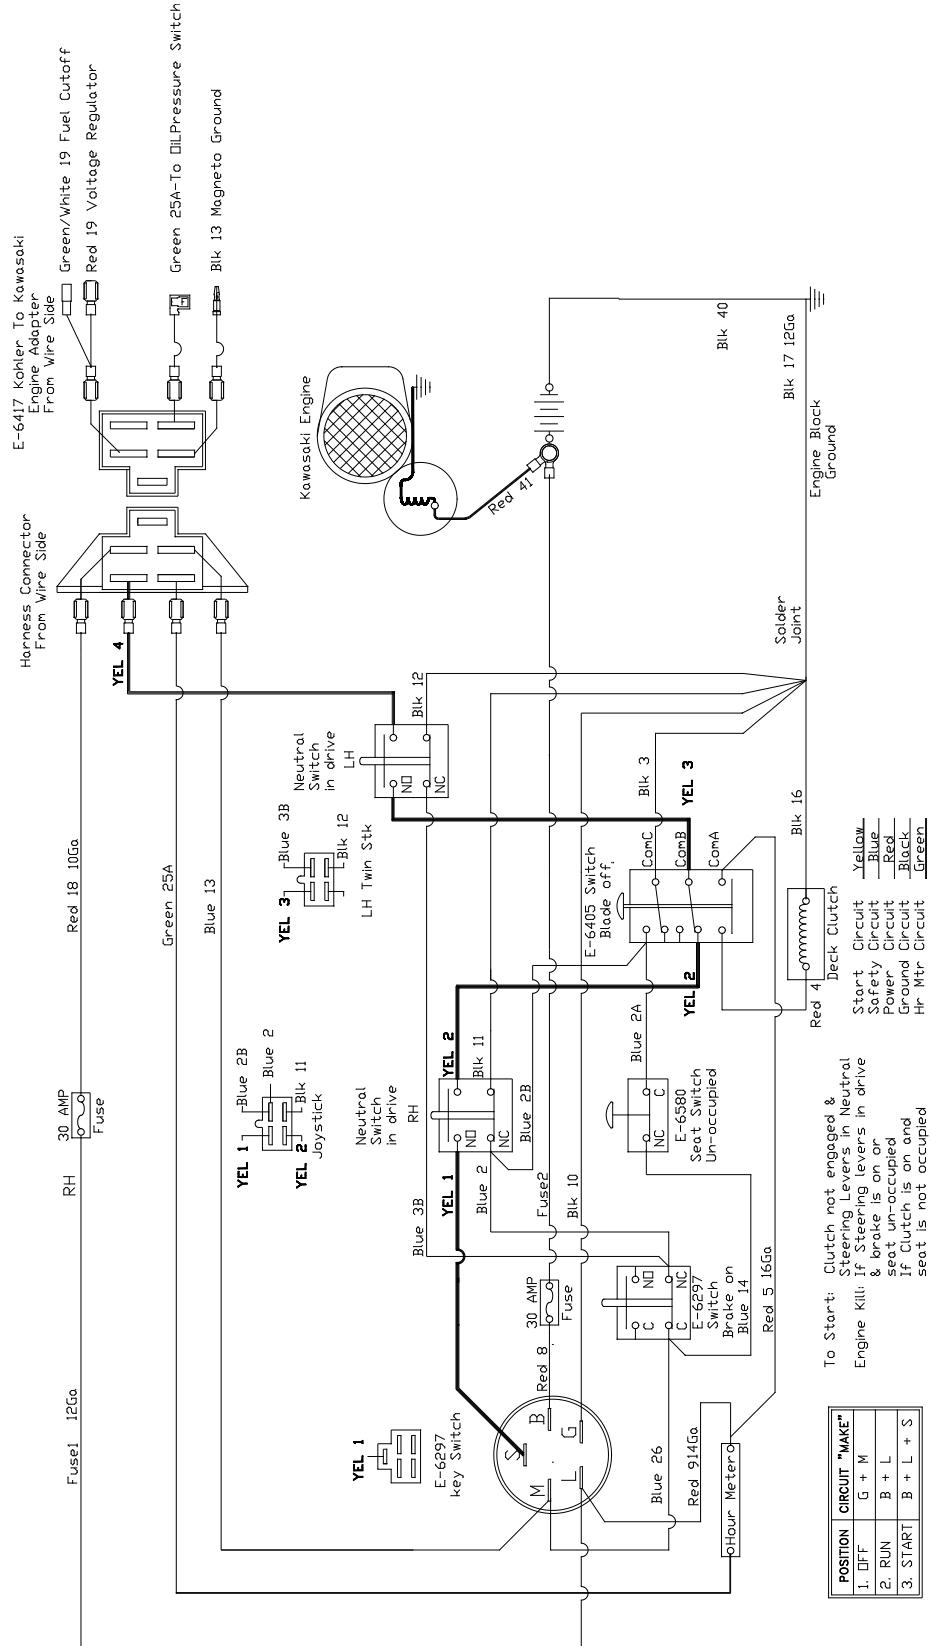 E-6417 Kohler To Kawasaki
Engine Adapter
From Wire Side
Green/White 19 Fuel Cutoff
Red 19 Voltage Regulator
Green 25A-To OiLPressure Switch
Blk 13 Magneto Ground
Harness Connector
From Wire Side
Kawasaki Engine
Red 41
Blk 40
Blk 17 12Ga
Engine Block
Ground
Solder
Joint
YEL 4
Blk 12
Neutral
Switch
in drive
LH
NO
NC
Red 18 10Ga
Green 25A
Blue 13
Blue 3B
YEL 3
Blk 12
LH Twin Stk
Blk 3
YEL 3
ComC
ComB
ComA
E-6405 Switch
Blade off.
Blk 16
Deck Clutch
Red 4
YEL 2
YEL 2
Blk 11
Blue 2B
Blue 2A
30 AMP
Fuse
RH
Blue 2B
Blue 2
YEL 1
Blk 11
YEL 2
Joystick
Neutral
Switch
in drive
RH
NO
NC
C
NC
E-6580
Seat Switch
Un-occupied
YEL 1
Blue 2
Blue 3B
Fuse2
Blk 10
30 AMP
Fuse
Red 8
NO
NC
C
C
E-6297
Switch
Brake on
Blue 14
Red 5 16Ga
Fuse1 12Ga
YEL 1
E-6297
key Switch
S
B
M
G
L
Blue 26
Red 914Ga
Hour Meter
Start Circuit Yellow
Safety Circuit Blue
Power Circuit Red
Ground Circuit Black
Hr Mtr Circuit Green
To Start: Clutch not engaged &
Steering Levers in Neutral
Engine Kill: If Steering levers in drive
& brake is on or
seat un-occupied
If Clutch is on and
seat is not occupied
POSITION CIRCUIT "MAKE"
1. OFF G + M
2. RUN B + L
3. START B + L + S